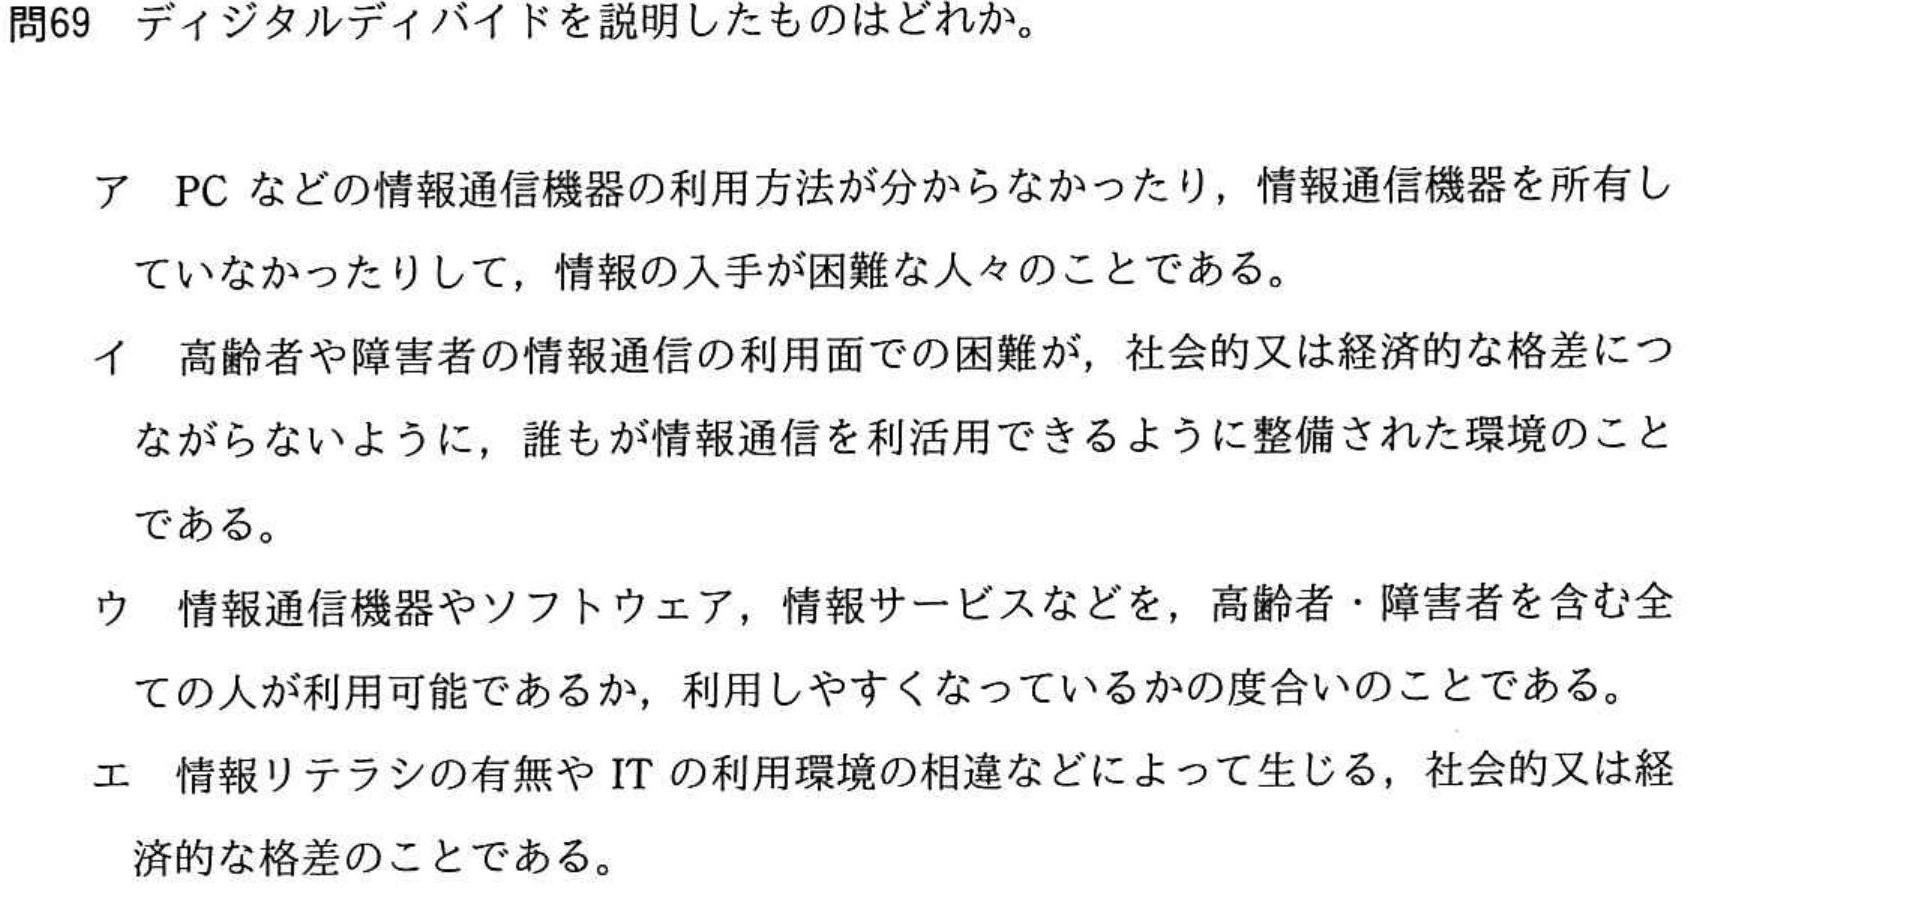 問69 ディジタルディバイドを説明したものはどれか。
ア PC などの情報通信機器の利用方法が分からなかったり，情報通信機器を所有し
ていなかったりして，情報の入手が困難な人々のことである。
イ 高齢者や障害者の情報通信の利用面での困難が，社会的又は経済的な格差につ
ながらないように，誰もが情報通信を利活用できるように整備された環境のこと
である。
ウ 情報通信機器やソフトウェア，情報サービスなどを，高齢者・障害者を含む全
ての人が利用可能であるか，利用しやすくなっているかの度合いのことである。
エ 情報リテラシの有無や IT の利用環境の相違などによって生じる，社会的又は経
済的な格差のことである。